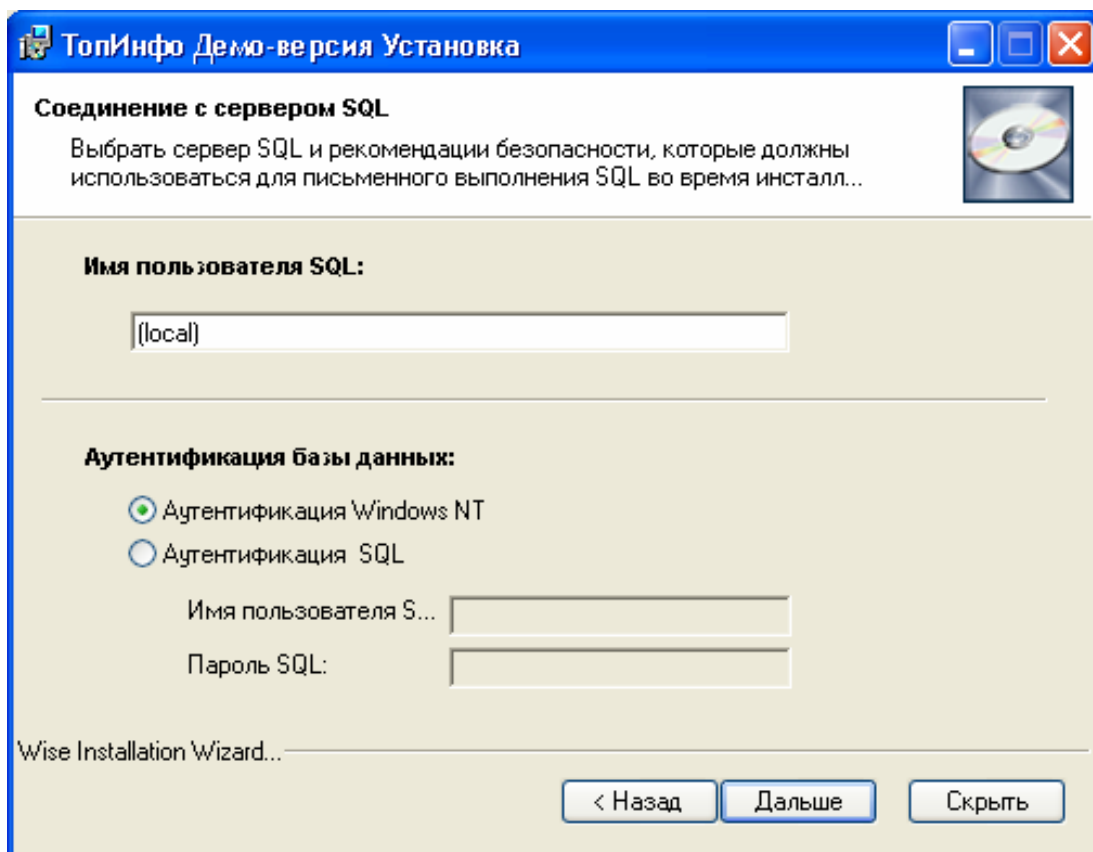 ТопИнфо Демо-версия Установка
Соединение с сервером SQL
Выбрать сервер SQL и рекомендации безопасности, которые должны
использоваться для письменного выполнения SQL во время инсталл...
Имя пользователя SQL:
(local)
Аутентификация базы данных:
Аутентификация Windows NT
Аутентификация SQL
Имя пользователя S...
Пароль SQL:
Wise Installation Wizard...
< Назад Дальше Скрыть